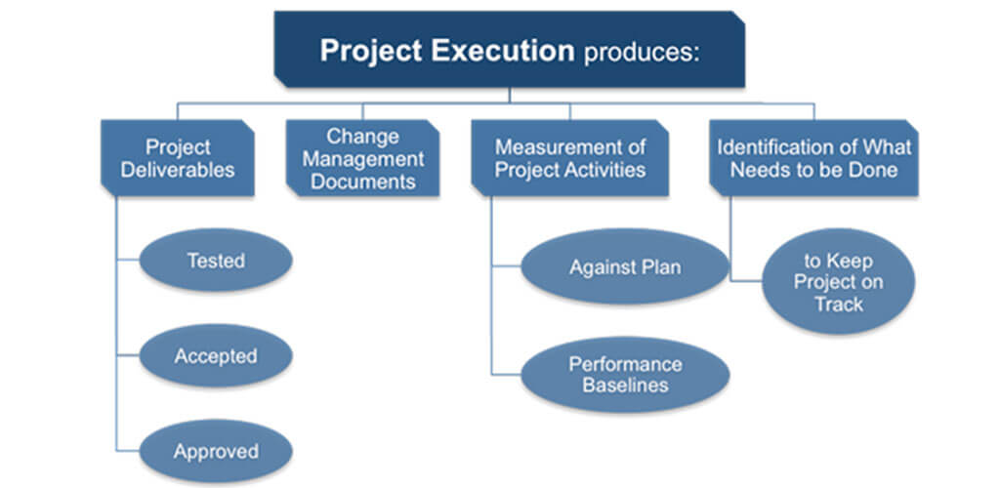 Project Execution produces:
Project
Deliverables
Change
Management
Documents
Measurement of
Project Activities
Identification of What
Needs to be Done
Tested
Accepted
Approved
Against Plan
Performance
Baselines
to Keep
Project on
Track